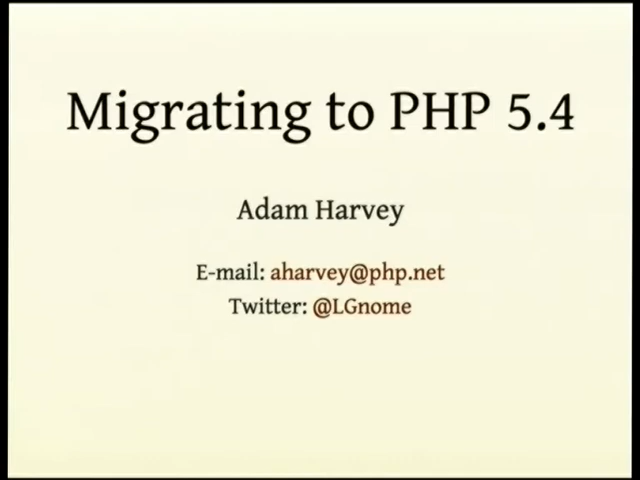 Migrating to PHP 5.4
Adam Harvey
E-mail: aharvey@php.net
Twitter: @LGnome